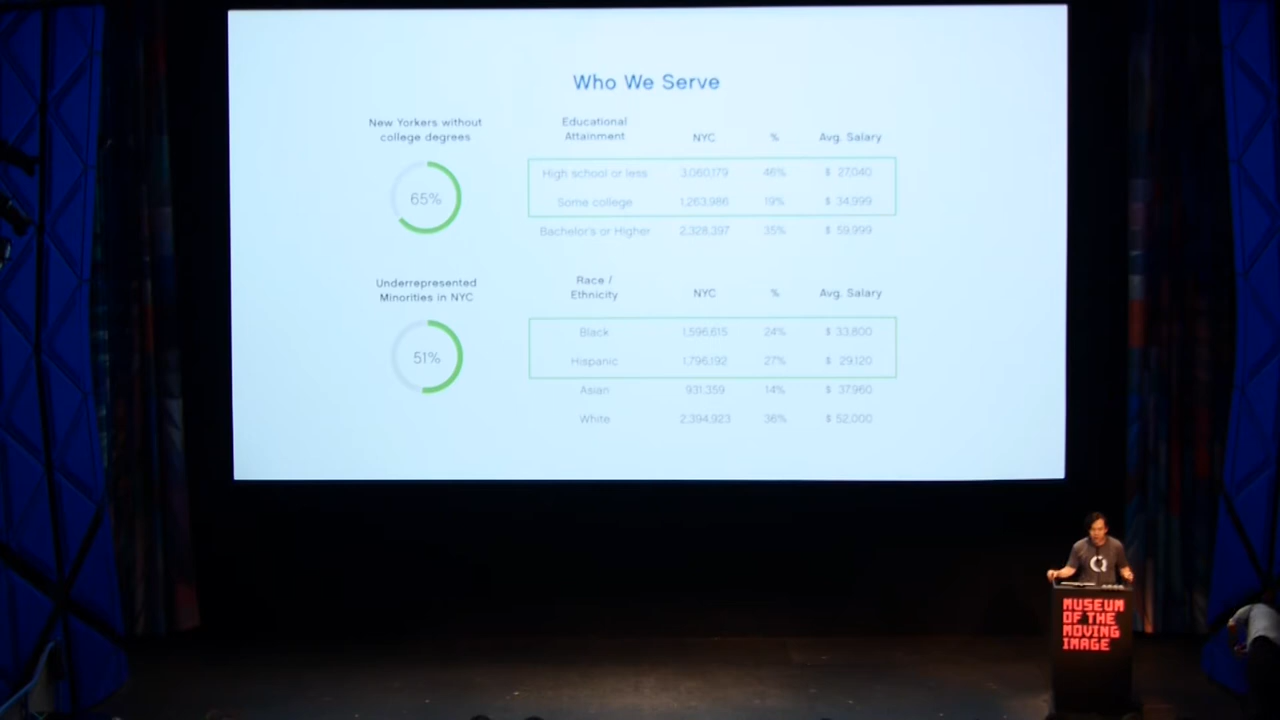 Who We Serve
New Yorkers without
college degrees
65%
Educational
Attainment NYC % Avg. Salary
High school or less 3,060,179 46% $ 27,040
Some college 1,263,986 19% $ 34,999
Bachelor's or Higher 2,328,397 35% $ 59,999
Underrepresented
Minorities in NYC
51%
Race /
Ethnicity NYC % Avg. Salary
Black 1,596,615 24% $ 33,800
Hispanic 1,796,192 27% $ 29,120
Asian 931,359 14% $ 37,960
White 2,394,923 36% $ 52,000
MUSEUM
OF THE
MOVING
IMAGE